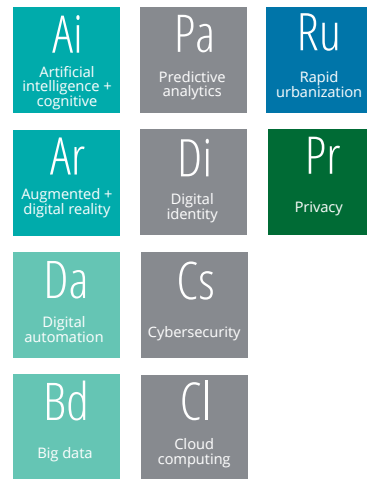 Ai
Artificial
intelligence +
cognitive
Pa
Predictive
analytics
Ru
Rapid
urbanization
Ar
Augmented +
digital reality
Di
Digital
identity
Pr
Privacy
Da
Digital
automation
Cs
Cybersecurity
Bd
Big data
Cl
Cloud
computing